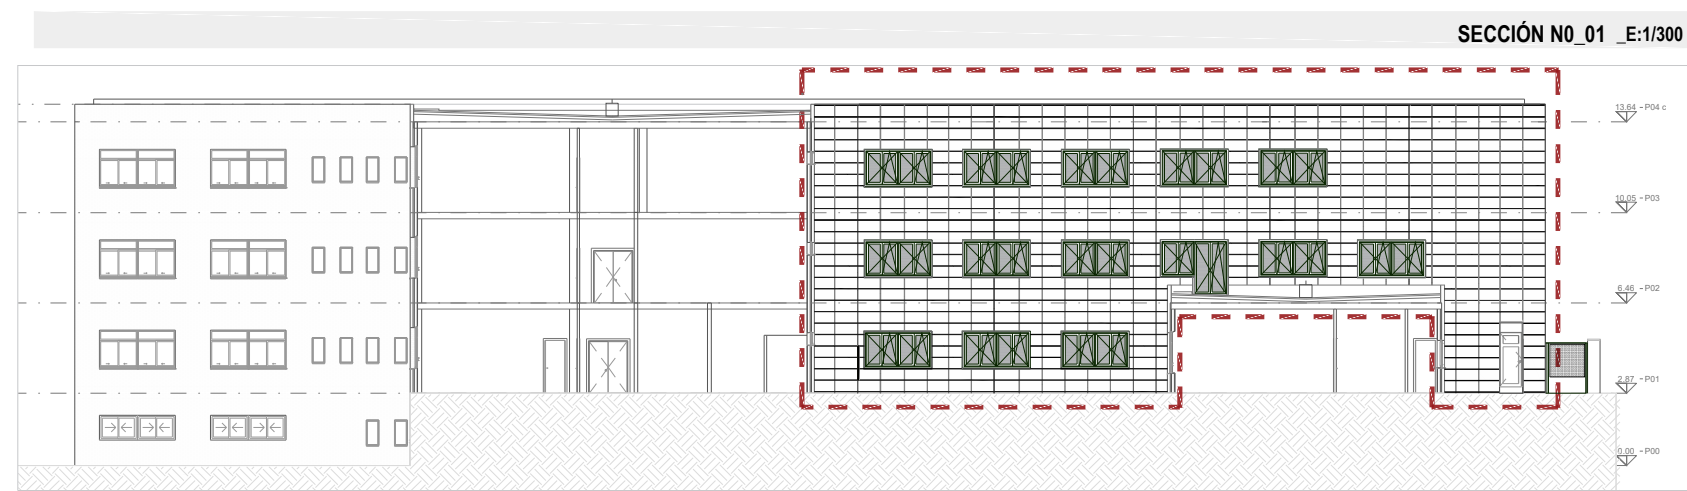 SECCIÓN N0_01 _E:1/300
13.64 - P04 c
10.05 - P03
6.46 - P02
2.87 - P01
0.00 - P00